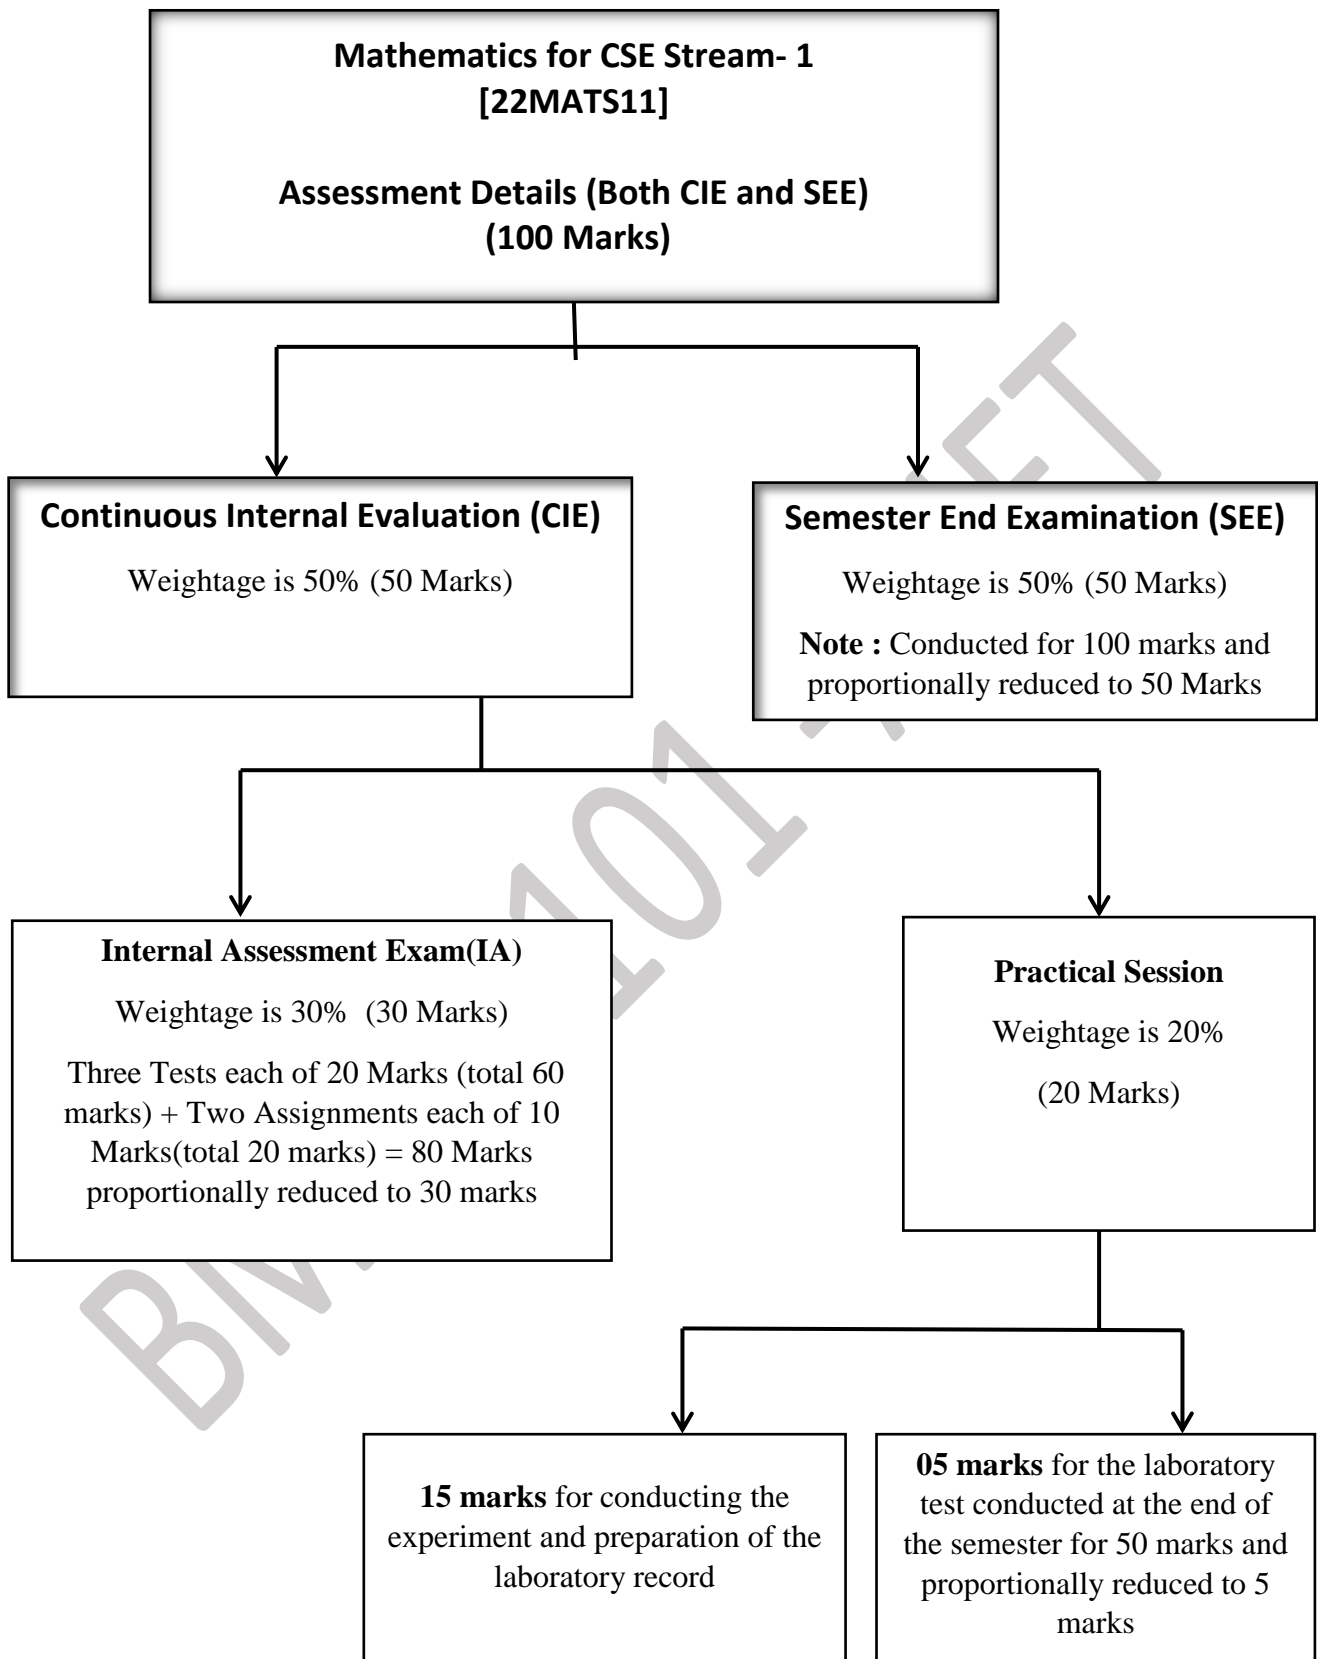 Mathematics for CSE Stream- 1
[22MATS11]
Assessment Details (Both CIE and SEE)
(100 Marks)
Continuous Internal Evaluation (CIE)
Weightage is 50% (50 Marks)
Semester End Examination (SEE)
Weightage is 50% (50 Marks)
Note : Conducted for 100 marks and
proportionally reduced to 50 Marks
Internal Assessment Exam(IA)
Weightage is 30% (30 Marks)
Three Tests each of 20 Marks (total 60
marks) + Two Assignments each of 10
Marks(total 20 marks) = 80 Marks
proportionally reduced to 30 marks
Practical Session
Weightage is 20%
(20 Marks)
15 marks for conducting the
experiment and preparation of the
laboratory record
05 marks for the laboratory
test conducted at the end of
the semester for 50 marks and
proportionally reduced to 5
marks